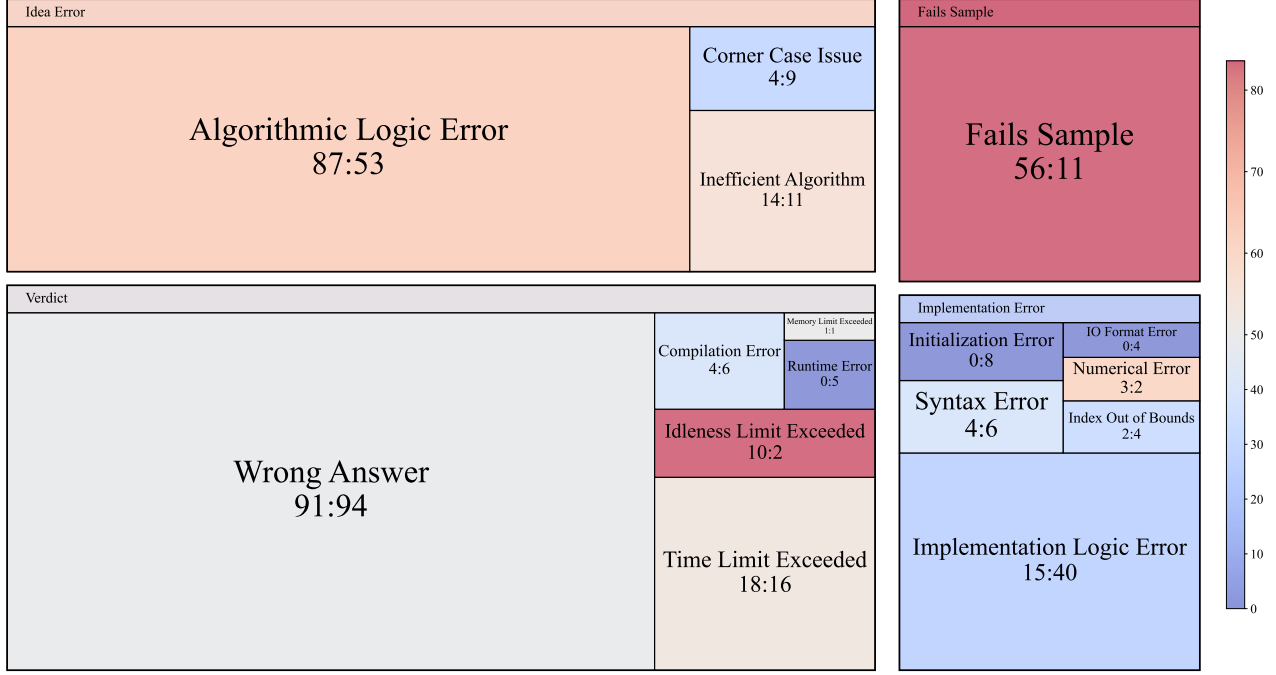 Idea Error
Algorithmic Logic Error
87:53
Corner Case Issue
4:9
Inefficient Algorithm
14:11
Fails Sample
Fails Sample
56:11
Verdict
Wrong Answer
91:94
Compilation Error
4:6
Memory Limit Exceeded
1:1
Runtime Error
0:5
Idleness Limit Exceeded
10:2
Time Limit Exceeded
18:16
Implementation Error
Initialization Error
0:8
IO Format Error
0:4
Syntax Error
4:6
Numerical Error
3:2
Index Out of Bounds
2:4
Implementation Logic Error
15:40
80
70
60
50
40
30
20
10
0